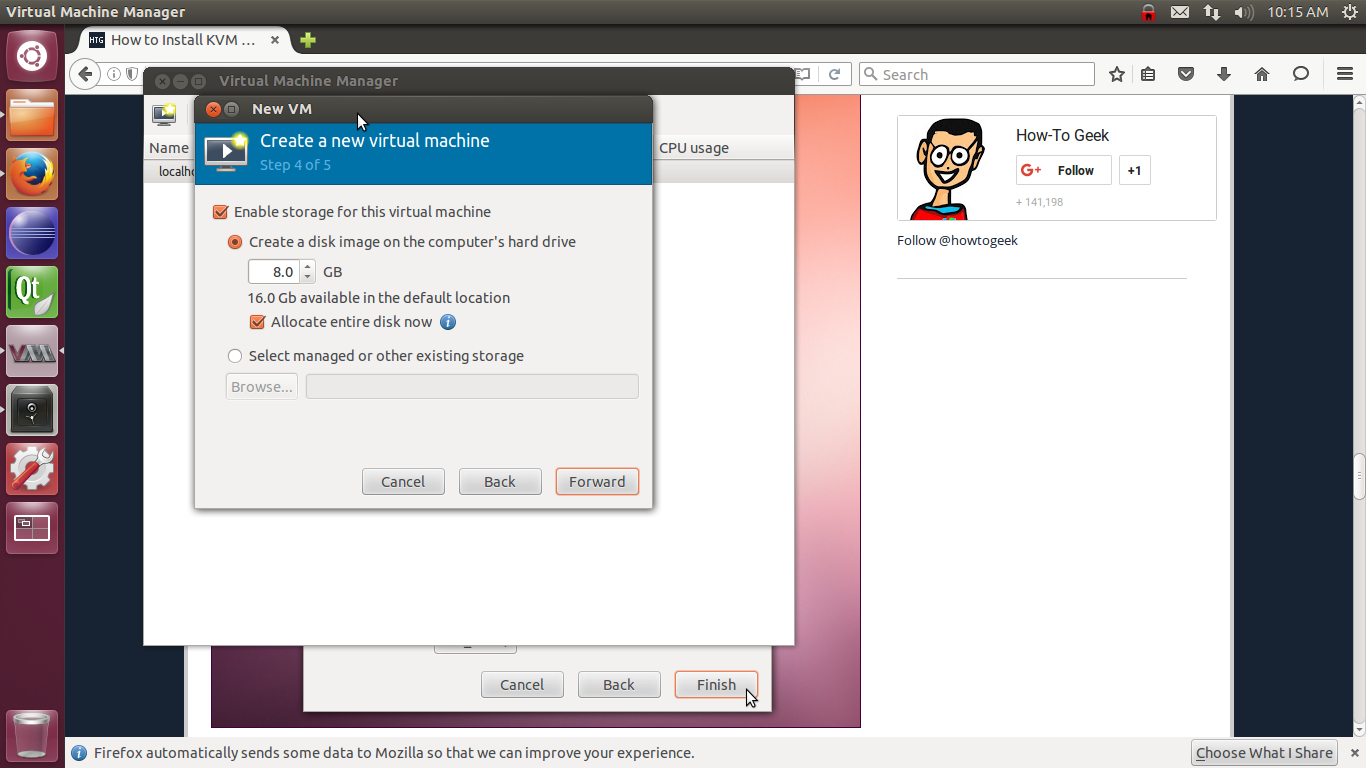 Virtual Machine Manager
10:15 AM
HTG How to Install KVM ...
Search
Virtual Machine Manager
New VM
Create a new virtual machine
Step 4 of 5
Name
CPU usage
Enable storage for this virtual machine
Create a disk image on the computer's hard drive
8.0 GB
16.0 Gb available in the default location
Allocate entire disk now
Select managed or other existing storage
Browse...
Cancel
Back
Forward
Cancel
Back
Finish
How-To Geek
G+ Follow
+1
+ 141,198
Follow @howtogeek
Qt
Firefox automatically sends some data to Mozilla so that we can improve your experience.
Choose What I Share